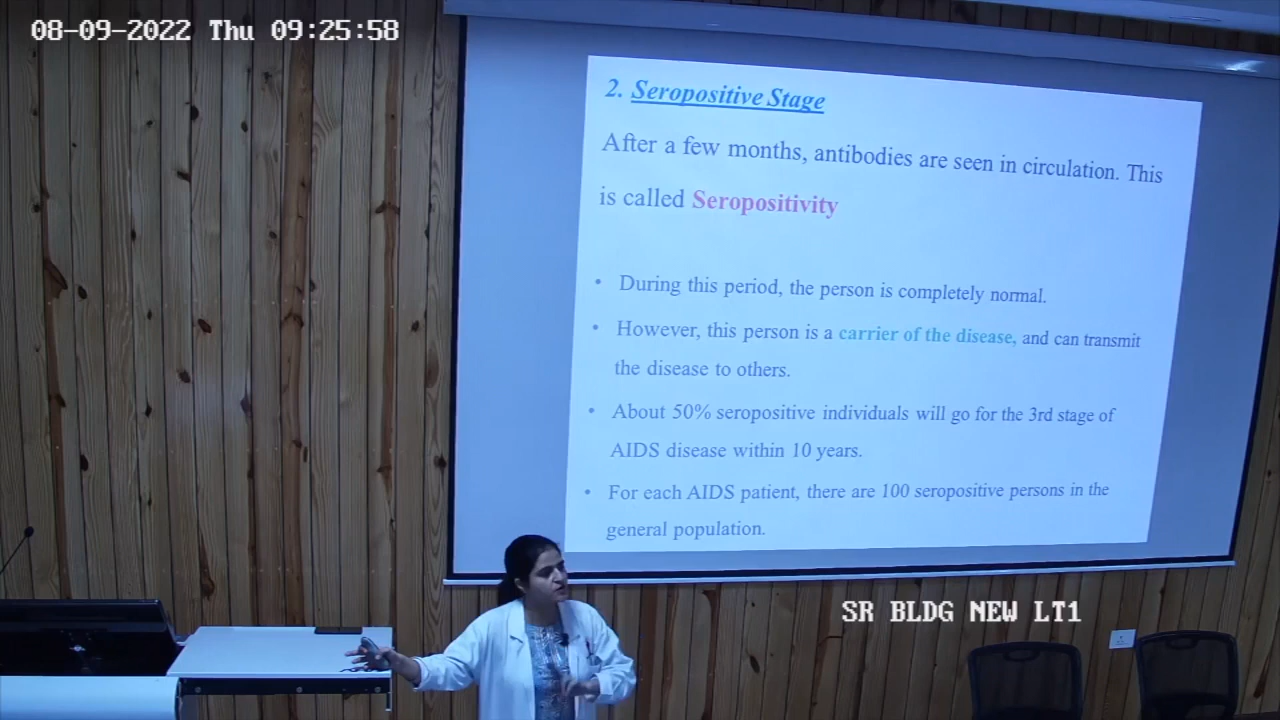 08-09-2022 Thu 09:25:58
2. Seropositive Stage
After a few months, antibodies are seen in circulation. This
is called Seropositivity
• During this period, the person is completely normal.
• However, this person is a carrier of the disease, and can transmit
the disease to others.
• About 50% seropositive individuals will go for the 3rd stage of
AIDS disease within 10 years.
• For each AIDS patient, there are 100 seropositive persons in the
general population.
SR BLDG NEW LT1